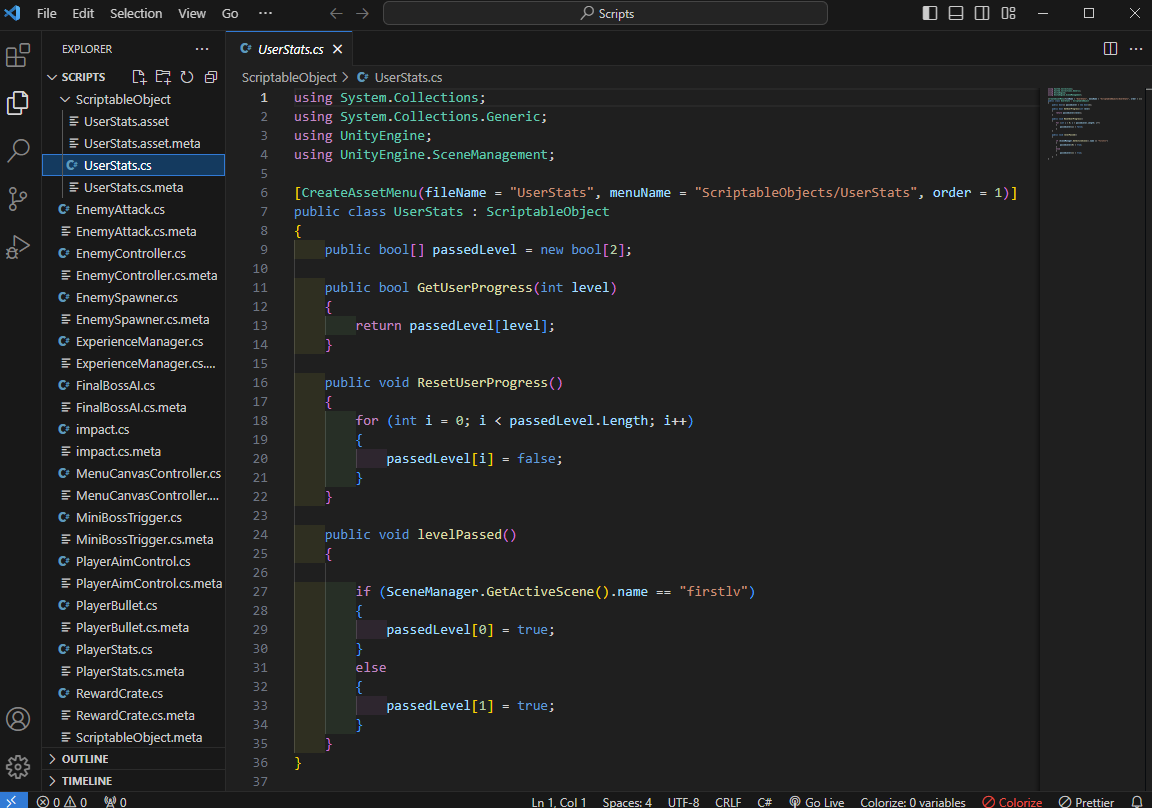 File Edit Selection View Go ··· Scripts
EXPLORER ···
SCRIPTS
ScriptableObject
UserStats.asset
UserStats.asset.meta
UserStats.cs
UserStats.cs.meta
EnemyAttack.cs
EnemyAttack.cs.meta
EnemyController.cs
EnemyController.cs.meta
EnemySpawner.cs
EnemySpawner.cs.meta
ExperienceManager.cs
ExperienceManager.cs....
FinalBossAI.cs
FinalBossAI.cs.meta
impact.cs
impact.cs.meta
MenuCanvasController.cs
MenuCanvasController....
MiniBossTrigger.cs
MiniBossTrigger.cs.meta
PlayerAimControl.cs
PlayerAimControl.cs.meta
PlayerBullet.cs
PlayerBullet.cs.meta
PlayerStats.cs
PlayerStats.cs.meta
RewardCrate.cs
RewardCrate.cs.meta
ScriptableObject.meta
OUTLINE
TIMELINE
UserStats.cs
ScriptableObject > UserStats.cs
1 using System.Collections;
2 using System.Collections.Generic;
3 using UnityEngine;
4 using UnityEngine.SceneManagement;
5
6 [CreateAssetMenu(fileName = "UserStats", menuName = "ScriptableObjects/UserStats", order = 1)]
7 public class UserStats : ScriptableObject
8 {
9 public bool[] passedLevel = new bool[2];
10
11 public bool GetUserProgress(int level)
12 {
13 return passedLevel[level];
14 }
15
16 public void ResetUserProgress()
17 {
18 for (int i = 0; i < passedLevel.Length; i++)
19 {
20 passedLevel[i] = false;
21 }
22 }
23
24 public void levelPassed()
25 {
26
27 if (SceneManager.GetActiveScene().name == "firstlv")
28 {
29 passedLevel[0] = true;
30 }
31 else
32 {
33 passedLevel[1] = true;
34 }
35 }
36 }
37
0 0 0 Ln 1, Col 1 Spaces: 4 UTF-8 CRLF C# Go Live Colorize: 0 variables Colorize Prettier